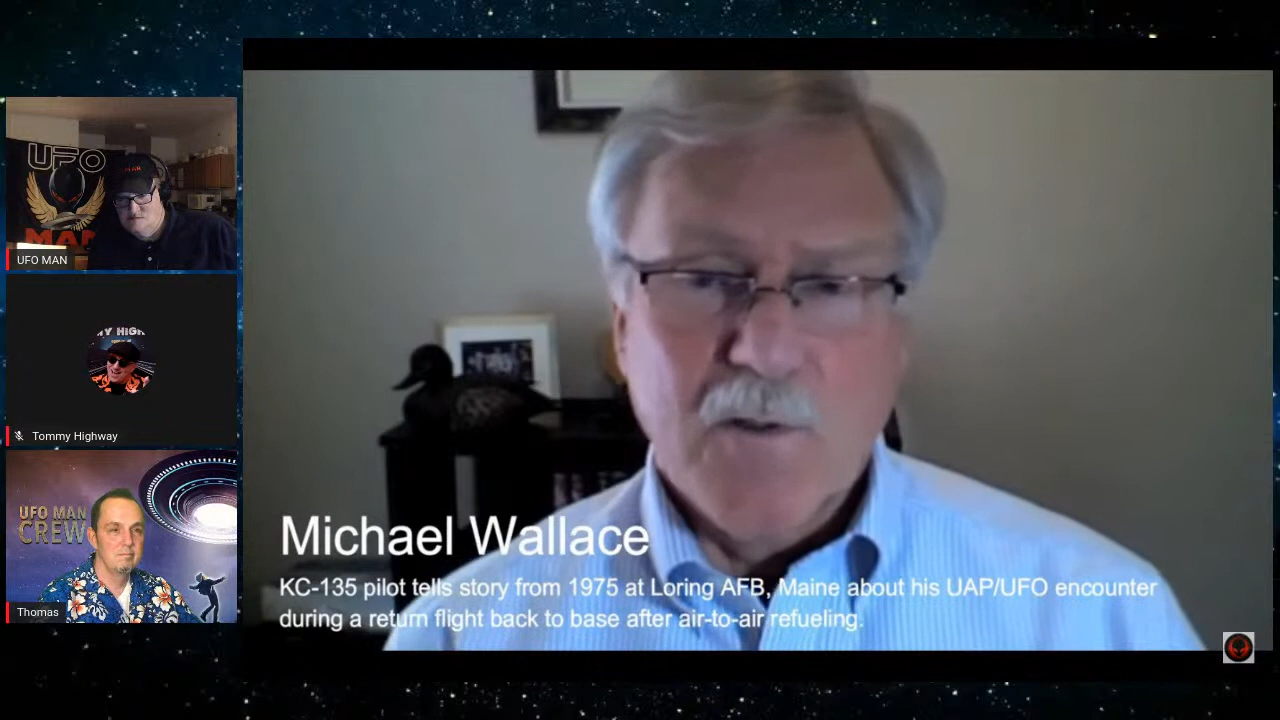 UFO
MAN
UFO MAN
Tommy Highway
UFO MAN
CREW
Thomas
Michael Wallace
KC-135 pilot tells story from 1975 at Loring AFB, Maine about his UAP/UFO encounter
during a return flight back to base after air-to-air refueling.